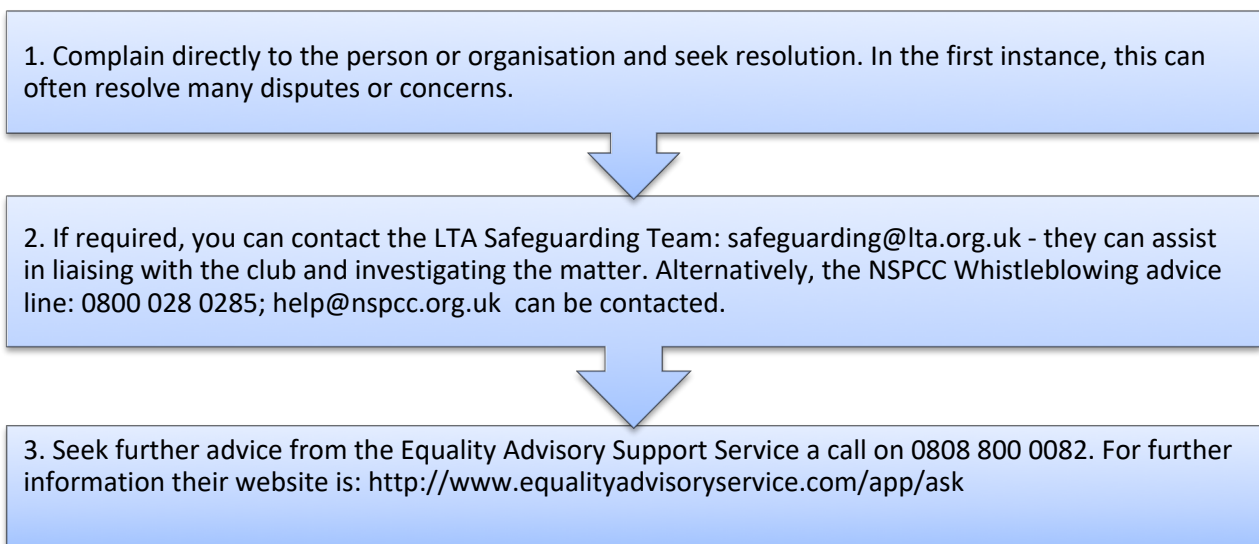 1. Complain directly to the person or organisation and seek resolution. In the first instance, this can
often resolve many disputes or concerns.
2. If required, you can contact the LTA Safeguarding Team: safeguarding@lta.org.uk - they can assist
in liaising with the club and investigating the matter. Alternatively, the NSPCC Whistleblowing advice
line: 0800 028 0285; help@nspcc.org.uk  can be contacted.
3. Seek further advice from the Equality Advisory Support Service a call on 0808 800 0082. For further
information their website is: http://www.equalityadvisoryservice.com/app/ask